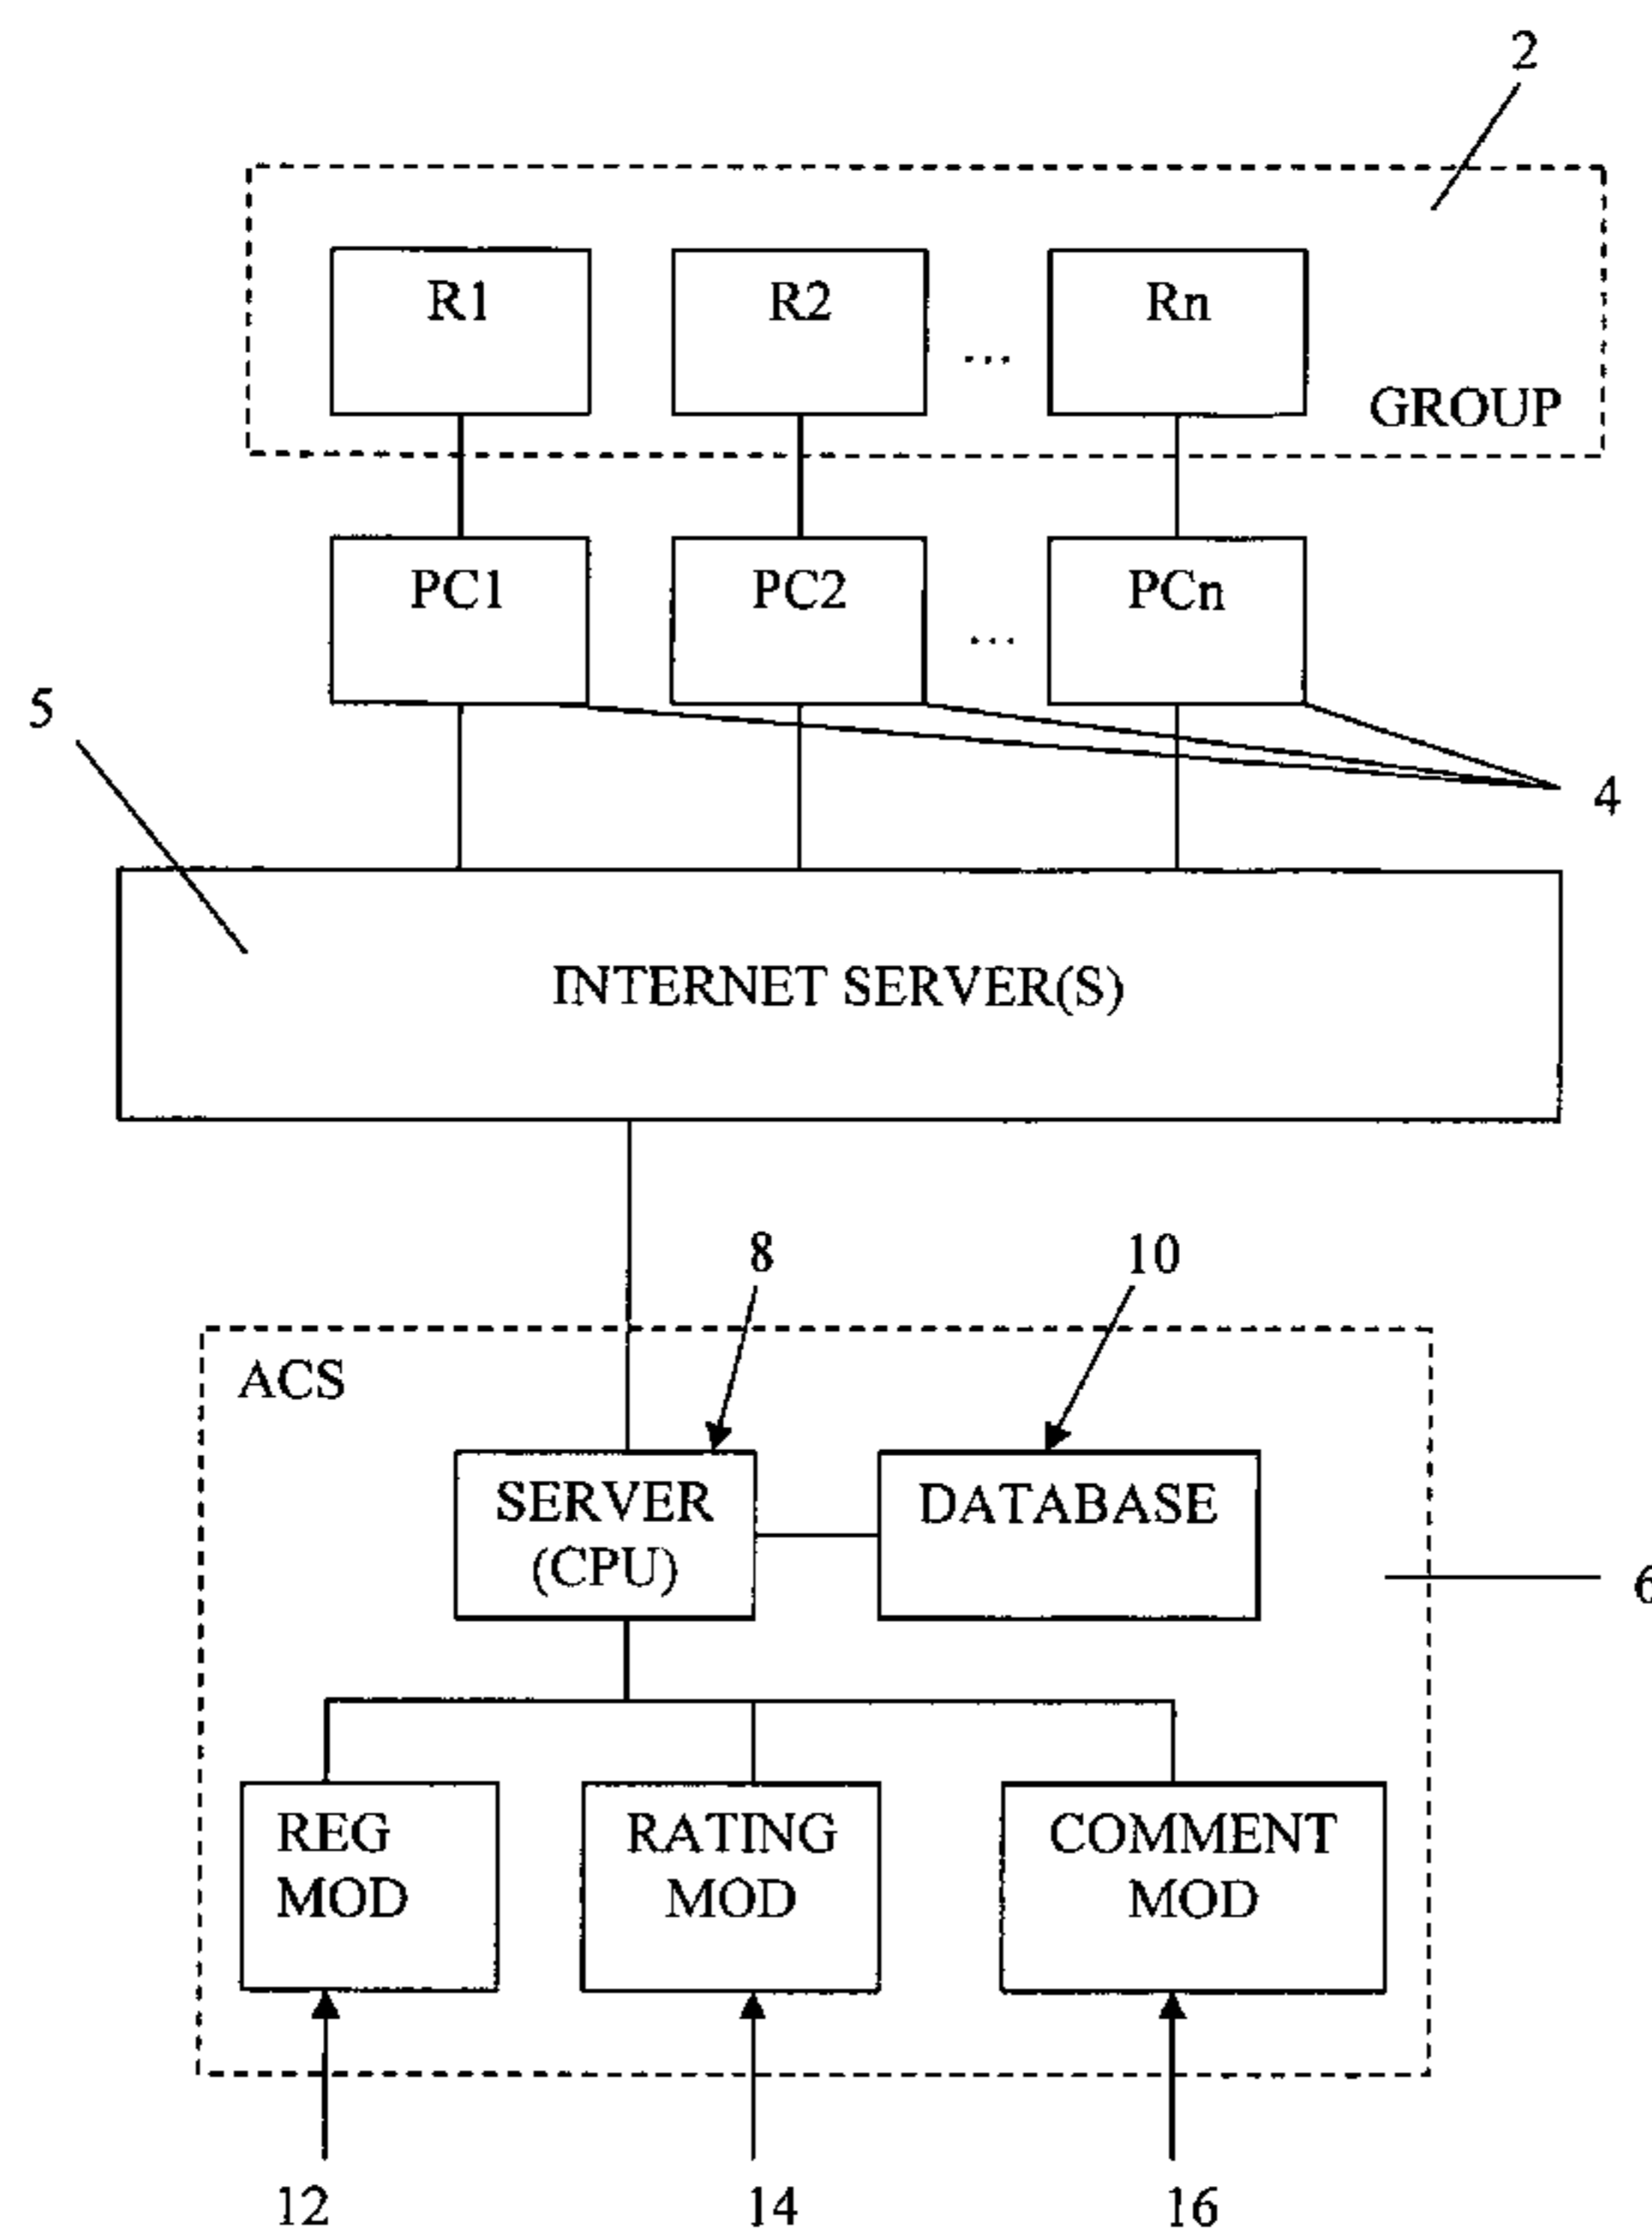 2
R1 R2 ... Rn
GROUP
PC1 PC2 ... PCn
5
4
INTERNET SERVER(S)
8 10
ACS
SERVER
(CPU)
DATABASE
6
REG
MOD
RATING
MOD
COMMENT
MOD
12 14 16